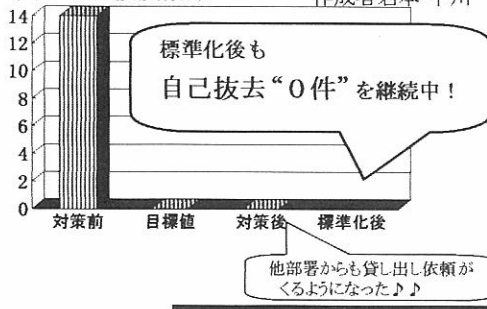 14
12
10
8
6
4
2
0
標準化後も
自己抜去“0件”を継続中！
対策前 目標値 対策後 標準化後
他部署からも貸し出し依頼が
くるようになった♪♪